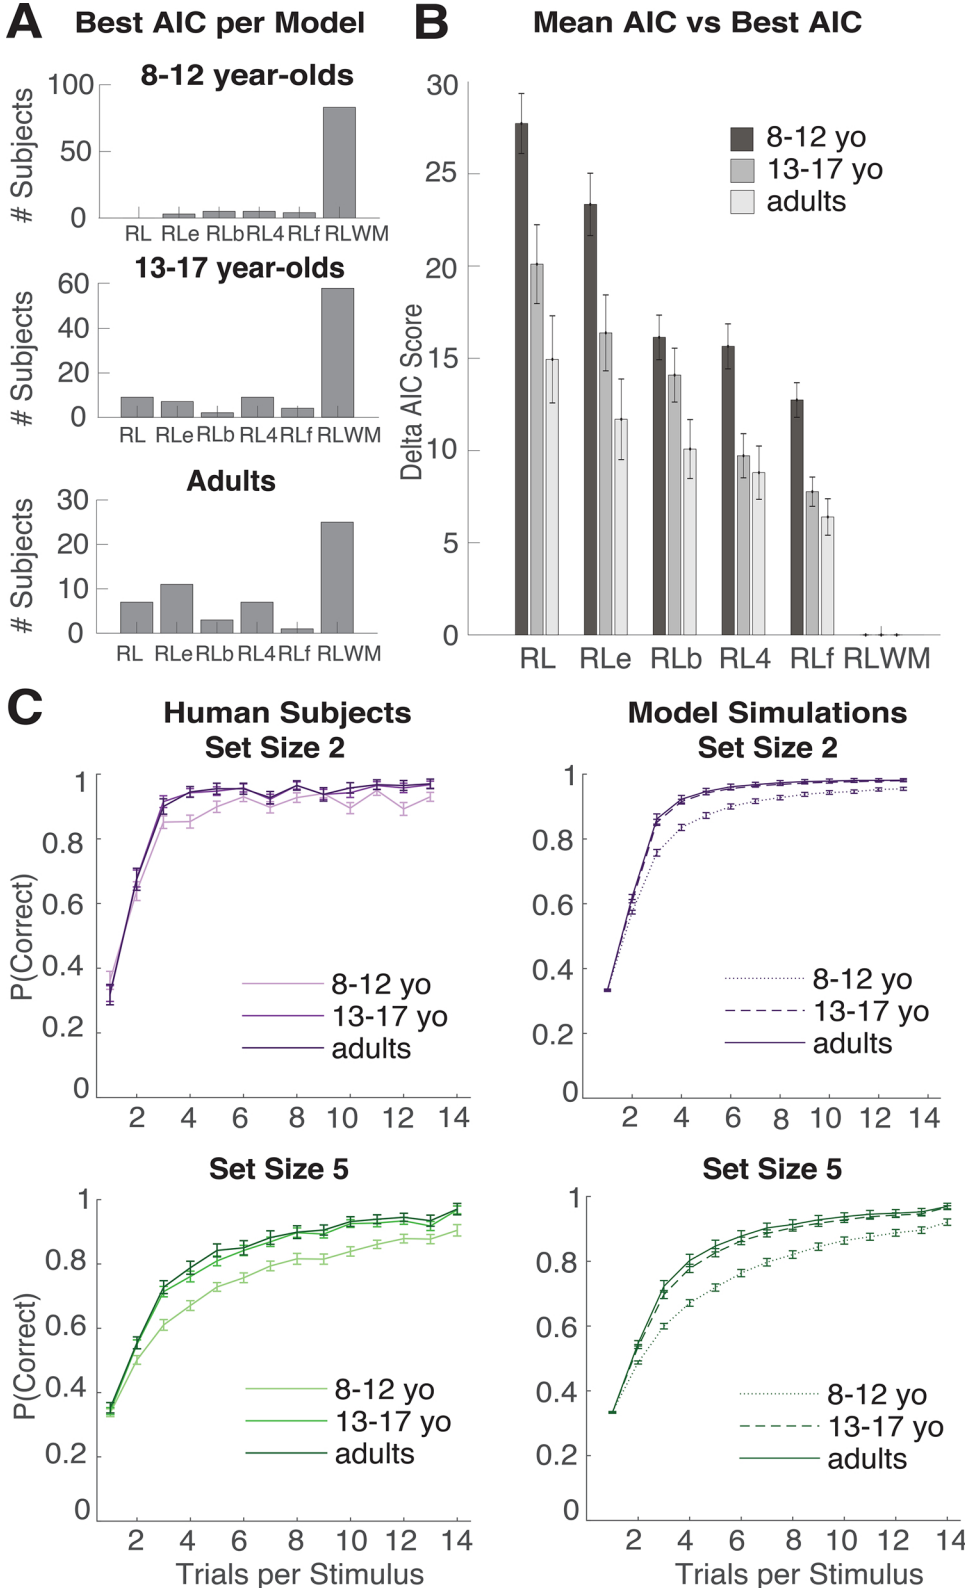 A Best AIC per Model
8-12 year-olds
# Subjects
100
50
0
RL RLe RLb RL4 RLf RLWM
13-17 year-olds
# Subjects
60
40
20
0
RL RLe RLb RL4 RLf RLWM
Adults
# Subjects
30
20
10
0
RL RLe RLb RL4 RLf RLWM
B Mean AIC vs Best AIC
Delta AIC Score
30
25
20
15
10
5
0
8-12 yo
13-17 yo
adults
RL RLe RLb RL4 RLf RLWM
C
Human Subjects
Set Size 2
P(Correct)
1
0.8
0.6
0.4
0.2
0
8-12 yo
13-17 yo
adults
2 4 6 8 10 12 14
Model Simulations
Set Size 2
1
0.8
0.6
0.4
0.2
0
8-12 yo
13-17 yo
adults
2 4 6 8 10 12 14
Set Size 5
P(Correct)
1
0.8
0.6
0.4
0.2
0
8-12 yo
13-17 yo
adults
2 4 6 8 10 12 14
Trials per Stimulus
Set Size 5
1
0.8
0.6
0.4
0.2
0
8-12 yo
13-17 yo
adults
2 4 6 8 10 12 14
Trials per Stimulus